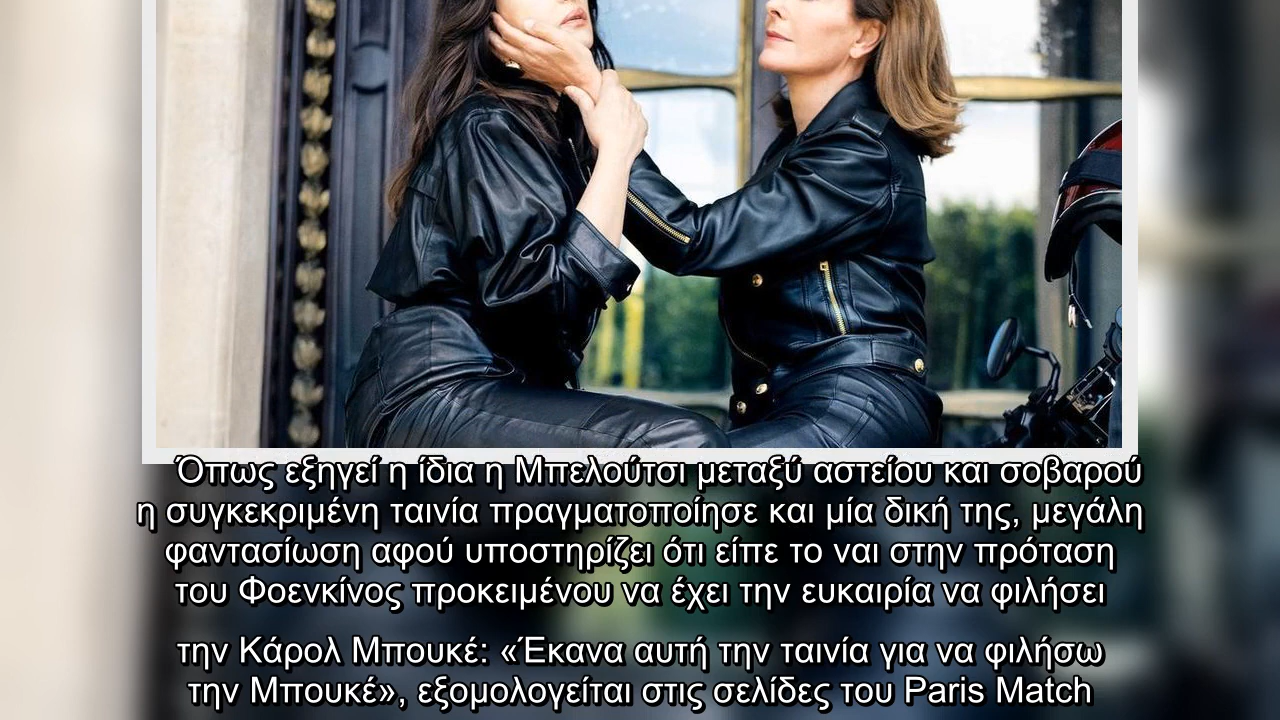 Όπως εξηγεί η ίδια η Μπελούτσι μεταξύ αστείου και σοβαρού
η συγκεκριμένη ταινία πραγματοποίησε και μία δική της, μεγάλη
φαντασίωση αφού υποστηρίζει ότι είπε το ναι στην πρόταση
του Φοενκίνος προκειμένου να έχει την ευκαιρία να φιλήσει
την Κάρολ Μπουκέ: «Έκανα αυτή την ταινία για να φιλήσω
την Μπουκέ», εξομολογείται στις σελίδες του Paris Match